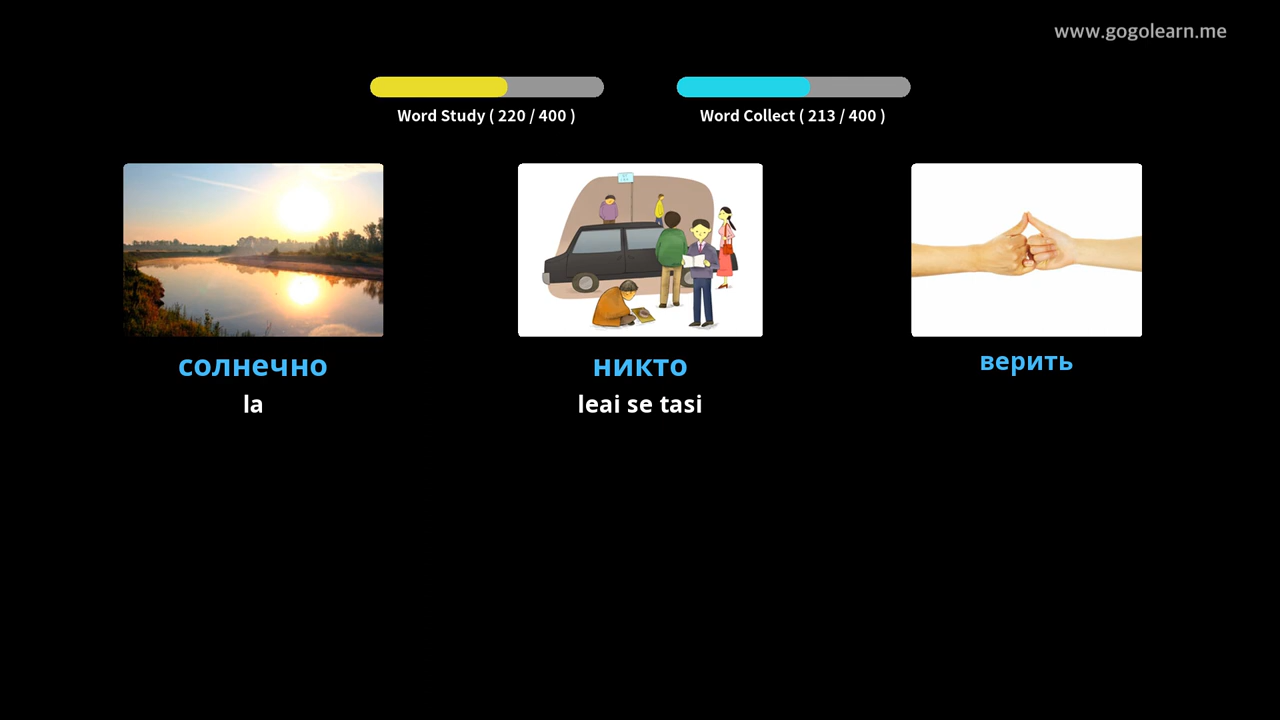 www.gogolearn.me
Word Study ( 220 / 400 )
Word Collect ( 213 / 400 )
солнечно
la
никто
leai se tasi
верить